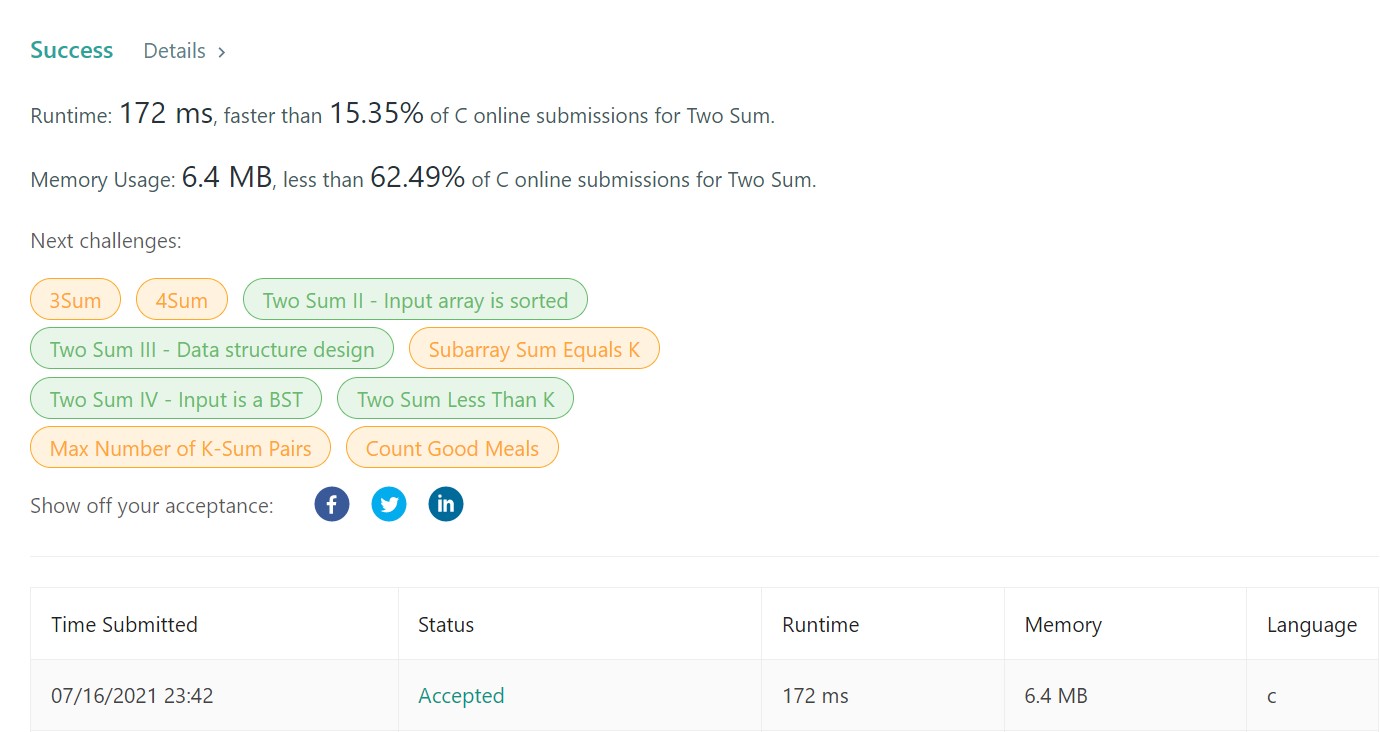 Success Details >
Runtime: 172 ms, faster than 15.35% of C online submissions for Two Sum.
Memory Usage: 6.4 MB, less than 62.49% of C online submissions for Two Sum.
Next challenges:
3Sum 4Sum Two Sum II - Input array is sorted
Two Sum III - Data structure design Subarray Sum Equals K
Two Sum IV - Input is a BST Two Sum Less Than K
Max Number of K-Sum Pairs Count Good Meals
Show off your acceptance: f in
Time Submitted Status Runtime Memory Language
07/16/2021 23:42 Accepted 172 ms 6.4 MB c